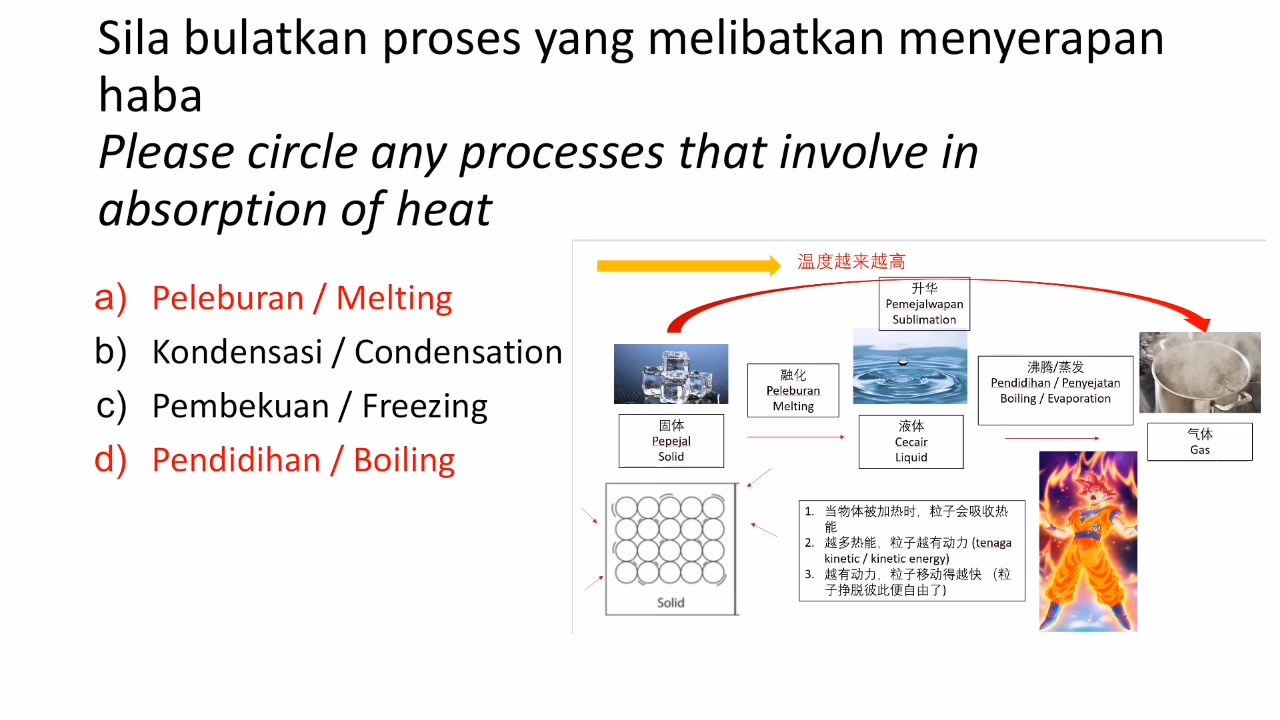 Sila bulatkan proses yang melibatkan menyerapan
haba
Please circle any processes that involve in
absorption of heat
a) Peleburan / Melting
b) Kondensasi / Condensation
c) Pembekuan / Freezing
d) Pendidihan / Boiling
温度越来越高
升华
Pemejalwapan
Sublimation
融化
Peleburan
Melting
沸腾/蒸发
Pendidihan / Penyejatan
Boiling / Evaporation
固体
Pepejal
Solid
液体
Cecair
Liquid
气体
Gas
1. 当物体被加热时，粒子会吸收热
能
2. 越多热能，粒子越有动力 (tenaga
kinetic / kinetic energy)
3. 越有动力，粒子移动得越快 （粒
子挣脱彼此便自由了)
Solid